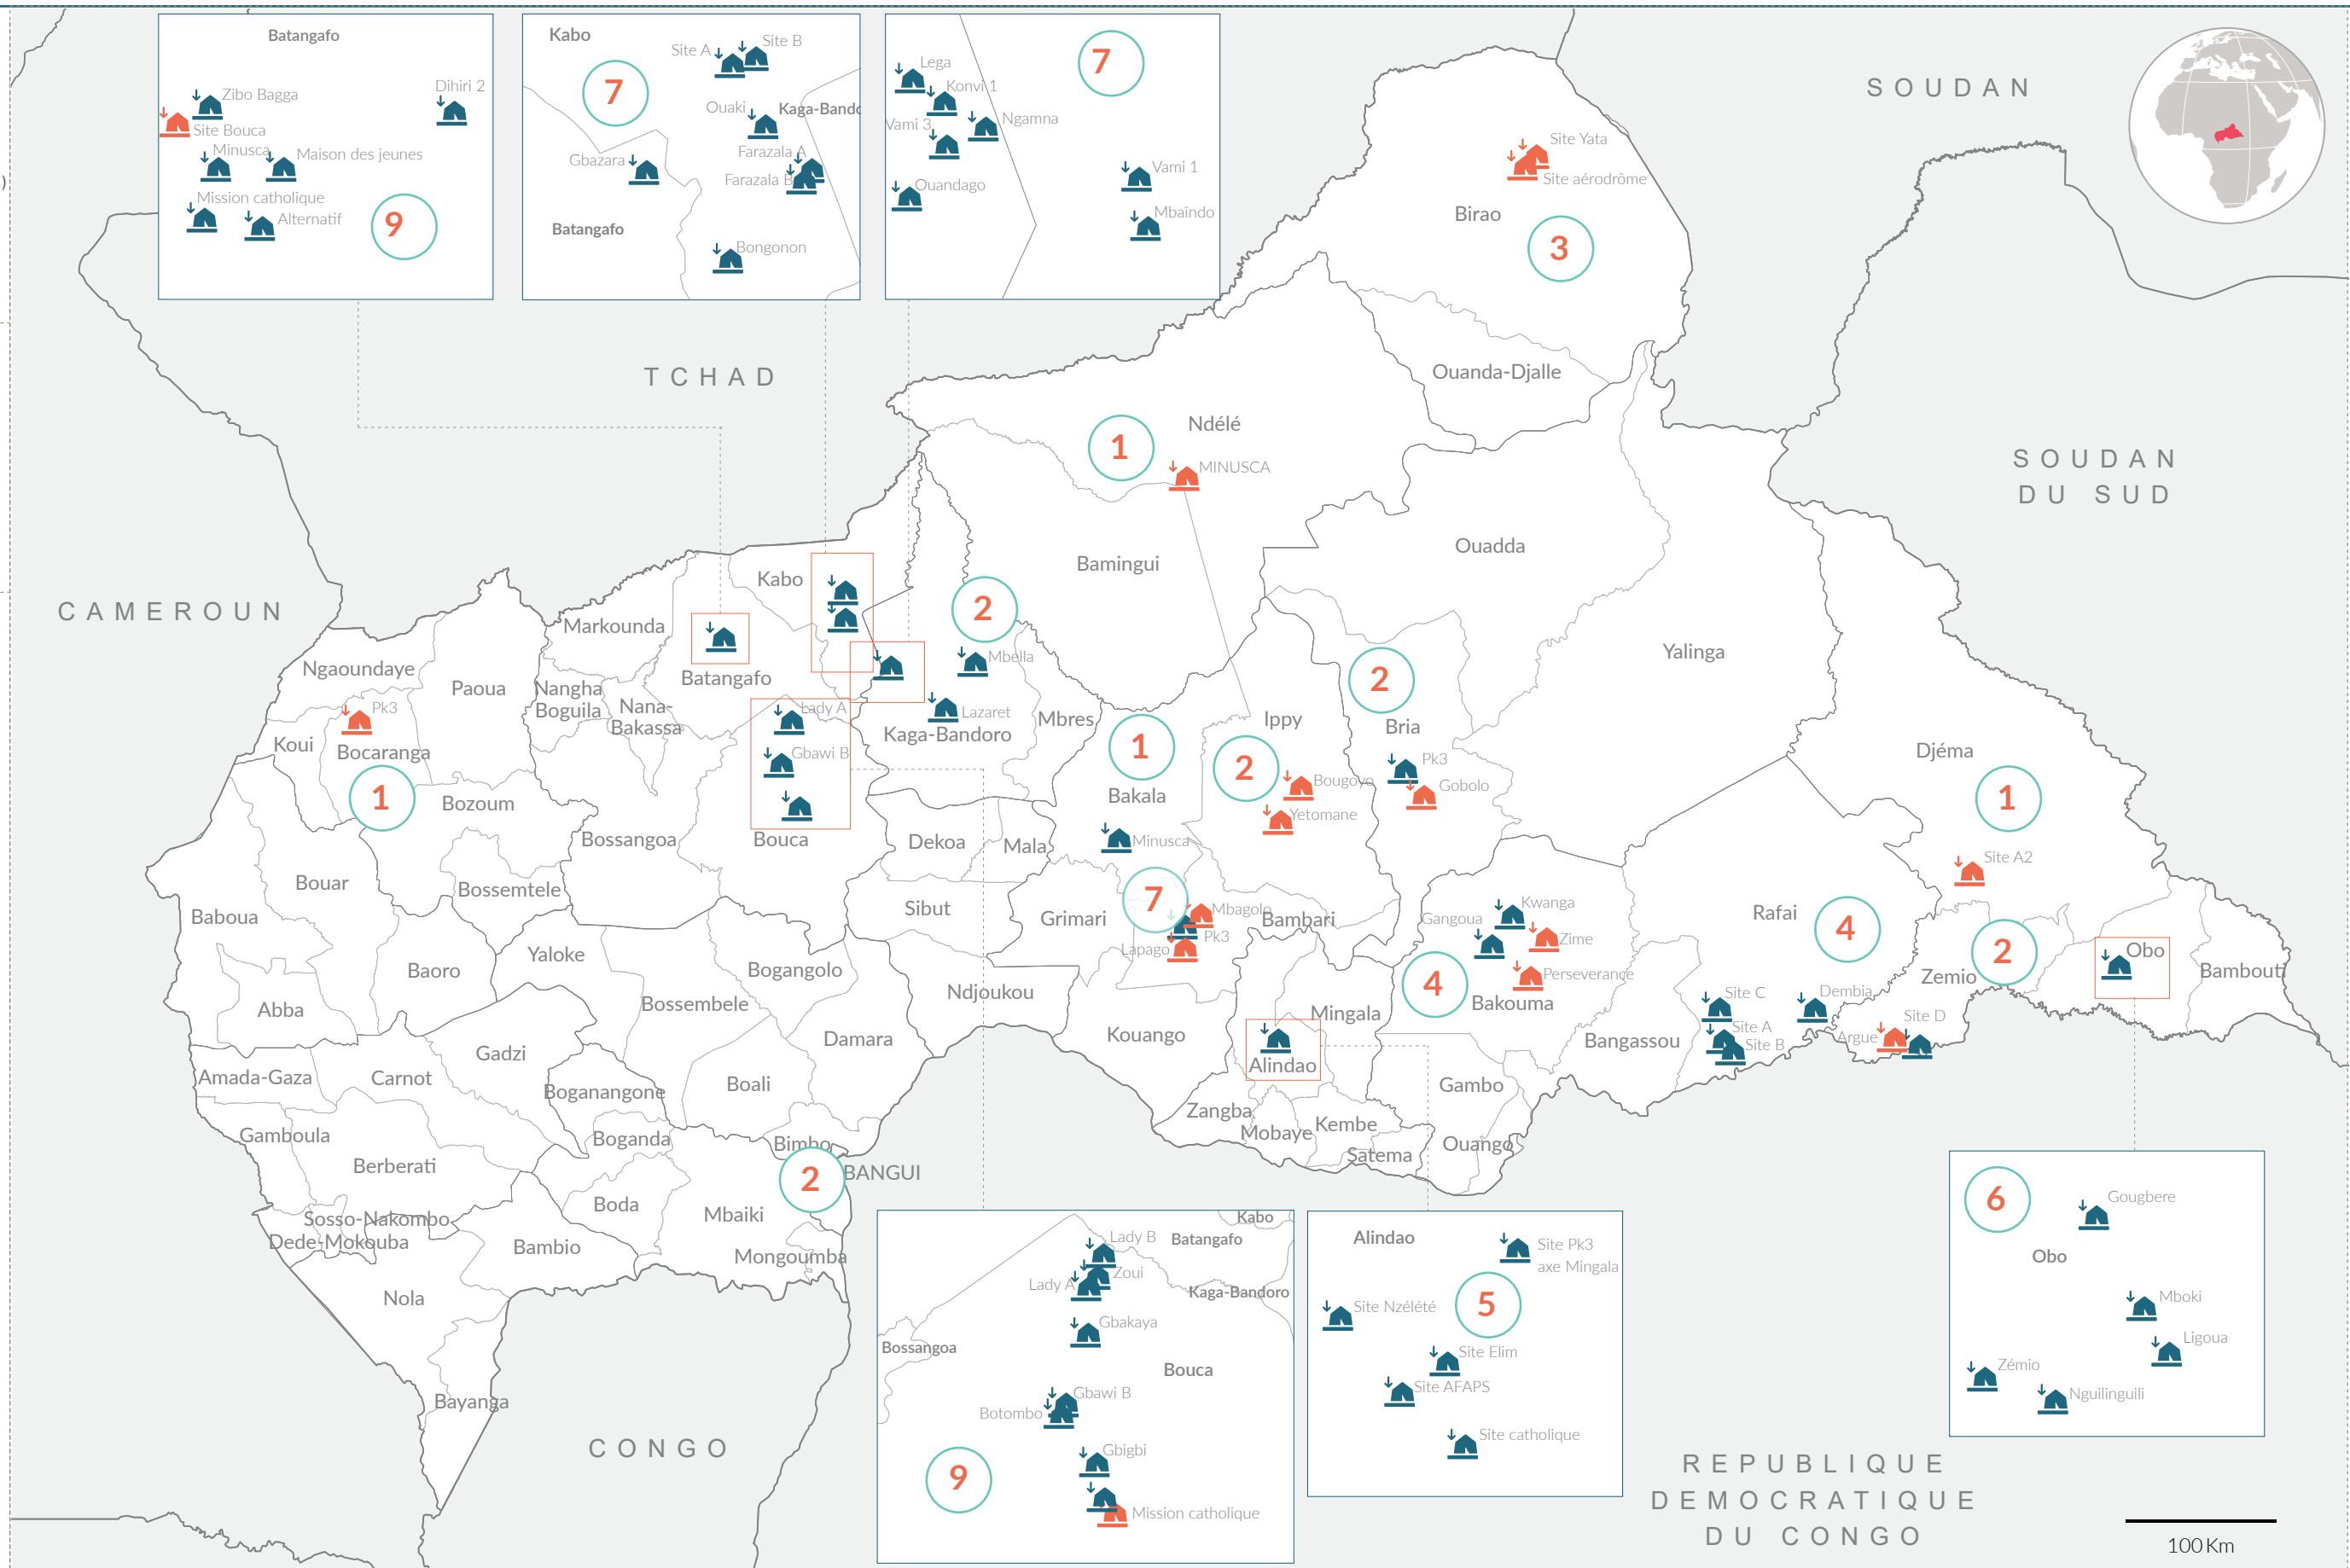 Batangafo
Zibo Bagga
Dihiri 2
Site Bouca
Minusca
Maison des jeunes
Mission catholique
Alternatif
9
Kabo
7
Site A
Site B
Ouaki
Kaga-Bando
Gbazara
Farazala A
Farazala B
Batangafo
Bongonon
7
Lega
Konvi 1
Vami 3
Ngamna
Vami 1
Ouandago
Mbaïndo
SOUDAN
Site Yata
Site aérodrôme
Birao
3
TCHAD
Ouanda-Djalle
Ndélé
1
MINUSCA
SOUDAN
DU SUD
Ouadda
Bamingui
CAMEROUN
Kabo
2
Markounda
Yalinga
Ngaoundaye
Mbella
Batangafo
Paoua
2
Nangha
Boguila
Nana-
Bakassa
Pk3
Lady A
Lazaret
Mbres
Ippy
Bria
Koui
Bocaranga
Kaga-Bandoro
1
Gbawi B
2
Pk3
Djéma
1
Bougoyo
Gobolo
1
Bozoum
Bakala
Yetomane
Bossangoa
Bouca
Dekoa
Mala
Minusca
Site A2
Bouar
Bossemtele
7
Baboua
Sibut
Grimari
Mbagolo
Bambari
Gangoua
Kwanga
Rafai
4
Pk3
Lapago
Zime
2
Obo
Yaloke
Baoro
Bogangolo
Perseverance
4
Zemio
Bambouti
Abba
Bossembele
Ndjoukou
Bakouma
Site C
Dembia
Mingala
Site D
Damara
Kouango
Bangassou
Site A
Site B
Argue
Gadzi
Alindao
Amada-Gaza
Carnot
Boganangone
Boali
Gambo
Zangba
Gamboula
Boganda
Bimbo
Mobaye
Kembe
Ouango
Satema
Berberati
2
BANGUI
Boda
Mbaiki
Sosso-Nakombo
Dede-Mokouba
Bambio
Mongoumba
Nola
Bayanga
CONGO
Kabo
Lady B
Batangafo
Zoui
Lady A
Kaga-Bandoro
Gbakaya
Bossangoa
Bouca
Gbawi B
Botombo
Gbigbi
9
Mission catholique
Alindao
Site Pk3
axe Mingala
5
Site Nzélété
Site Elim
Site AFAPS
Site catholique
6
Gougbere
Obo
Mboki
Ligoua
Zémio
Nguilinguili
REPUBLIQUE
DEMOCRATIQUE
DU CONGO
100 Km